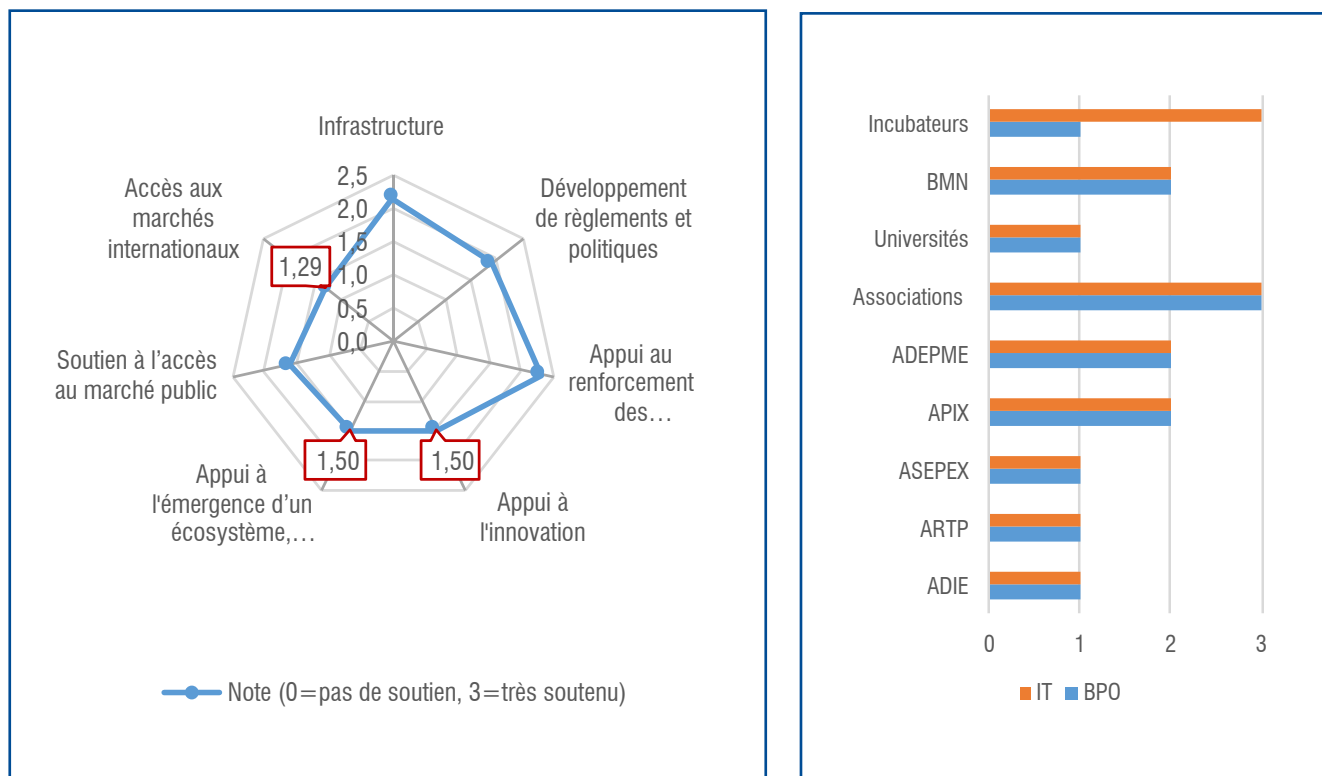 Infrastructure
Développement
de règlements et
politiques
Appui au
renforcement
des…
Appui à
l'innovation
Appui à
l'émergence d’un
écosystème,…
Soutien à l’accès
au marché public
Accès aux
marchés
internationaux
2,5
2,0
1,5
1,0
0,5
0,0
1,29
1,50
1,50
Note (0=pas de soutien, 3=très soutenu)
Incubateurs
BMN
Universités
Associations
ADEPME
APIX
ASEPEX
ARTP
ADIE
0 1 2 3
IT BPO